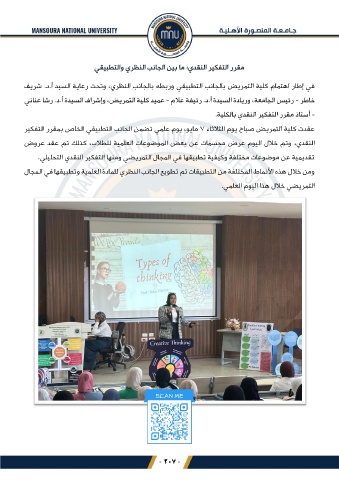 MANSOURA NATIONAL UNIVERSITY
جامعة المنصورة الأهلية
مقرر التفكير النقدي: ما بين الجانب النظري والتطبيقي
في إطار اهتمام كلية التمريض بالجانب التطبيقي وربطه بالجانب النظري، وتحت رعاية السيد أ.د. شريف
خاطر - رئيس الجامعة، وريادة السيدة أ.د. رئيفة علام - عميد كلية التمريض، وإشراف السيدة أ.د. رشا عناني
- أستاذ مقرر التفكير النقدي بالكلية.
عقدت كلية التمريض صباح يوم الثلاثاء ٧ مايو، يوم علمي تضمن الجانب التطبيقي الخاص بمقرر التفكير
النقدي، وتم خلال اليوم عرض مجسمات عن بعض الموضوعات العلمية للطلاب، كذلك تم عقد عروض
تقديمية عن موضوعات مختلفة وكيفية تطبيقها في المجال التمريضي ومنها التفكير النقدي التحليلي.
ومن خلال هذه الأنماط المختلفة من التطبيقات تم تطويع الجانب النظري للمادة العلمية وتطبيقها في المجال
التمريضي خلال هذا اليوم العلمي.
Types of
thinking
Creative Thinking
SCAN ME
- ٢٠٧ -